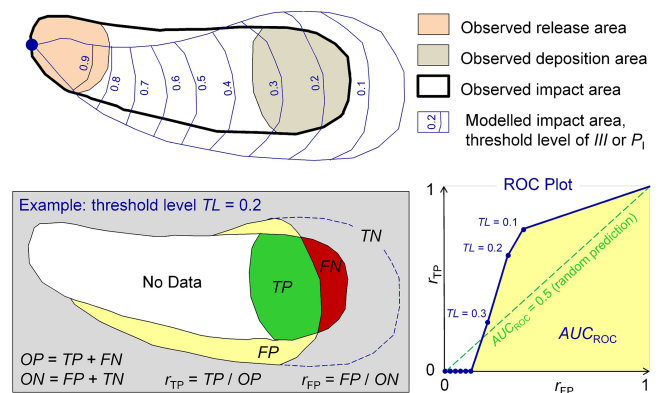 Observed release area
Observed deposition area
Observed impact area
0.2
Modelled impact area,
threshold level of III or PI
0.9
0.8
0.7
0.6
0.5
0.4
0.3
0.2
0.1
Example: threshold level TL = 0.2
TN
No Data
TP
FN
FP
OP = TP + FN
ON = FP + TN
rTP = TP / OP
rFP = FP / ON
ROC Plot
1
TL = 0.1
TL = 0.2
TL = 0.3
rTP
AUCROC = 0.5 (random prediction)
AUCROC
0
0
rFP
1